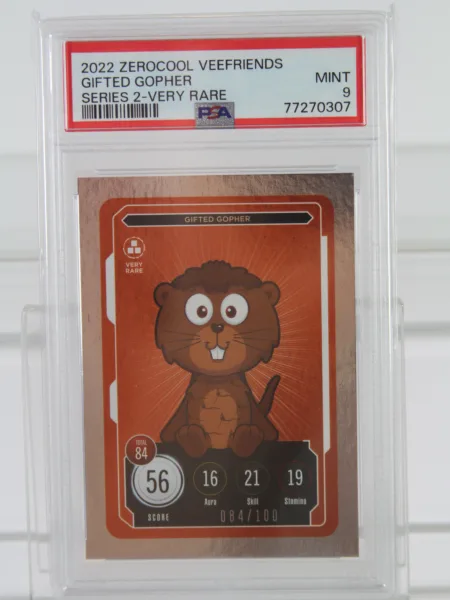 2022 ZEROCOOL VEEFRIENDS
GIFTED GOPHER MINT
SERIES 2-VERY RARE 9
PSA 77270307
GIFTED GOPHER
VERY
RARE
TOTAL
84
56 16 21 19
SCORE Aura Skill Stamina
084/100